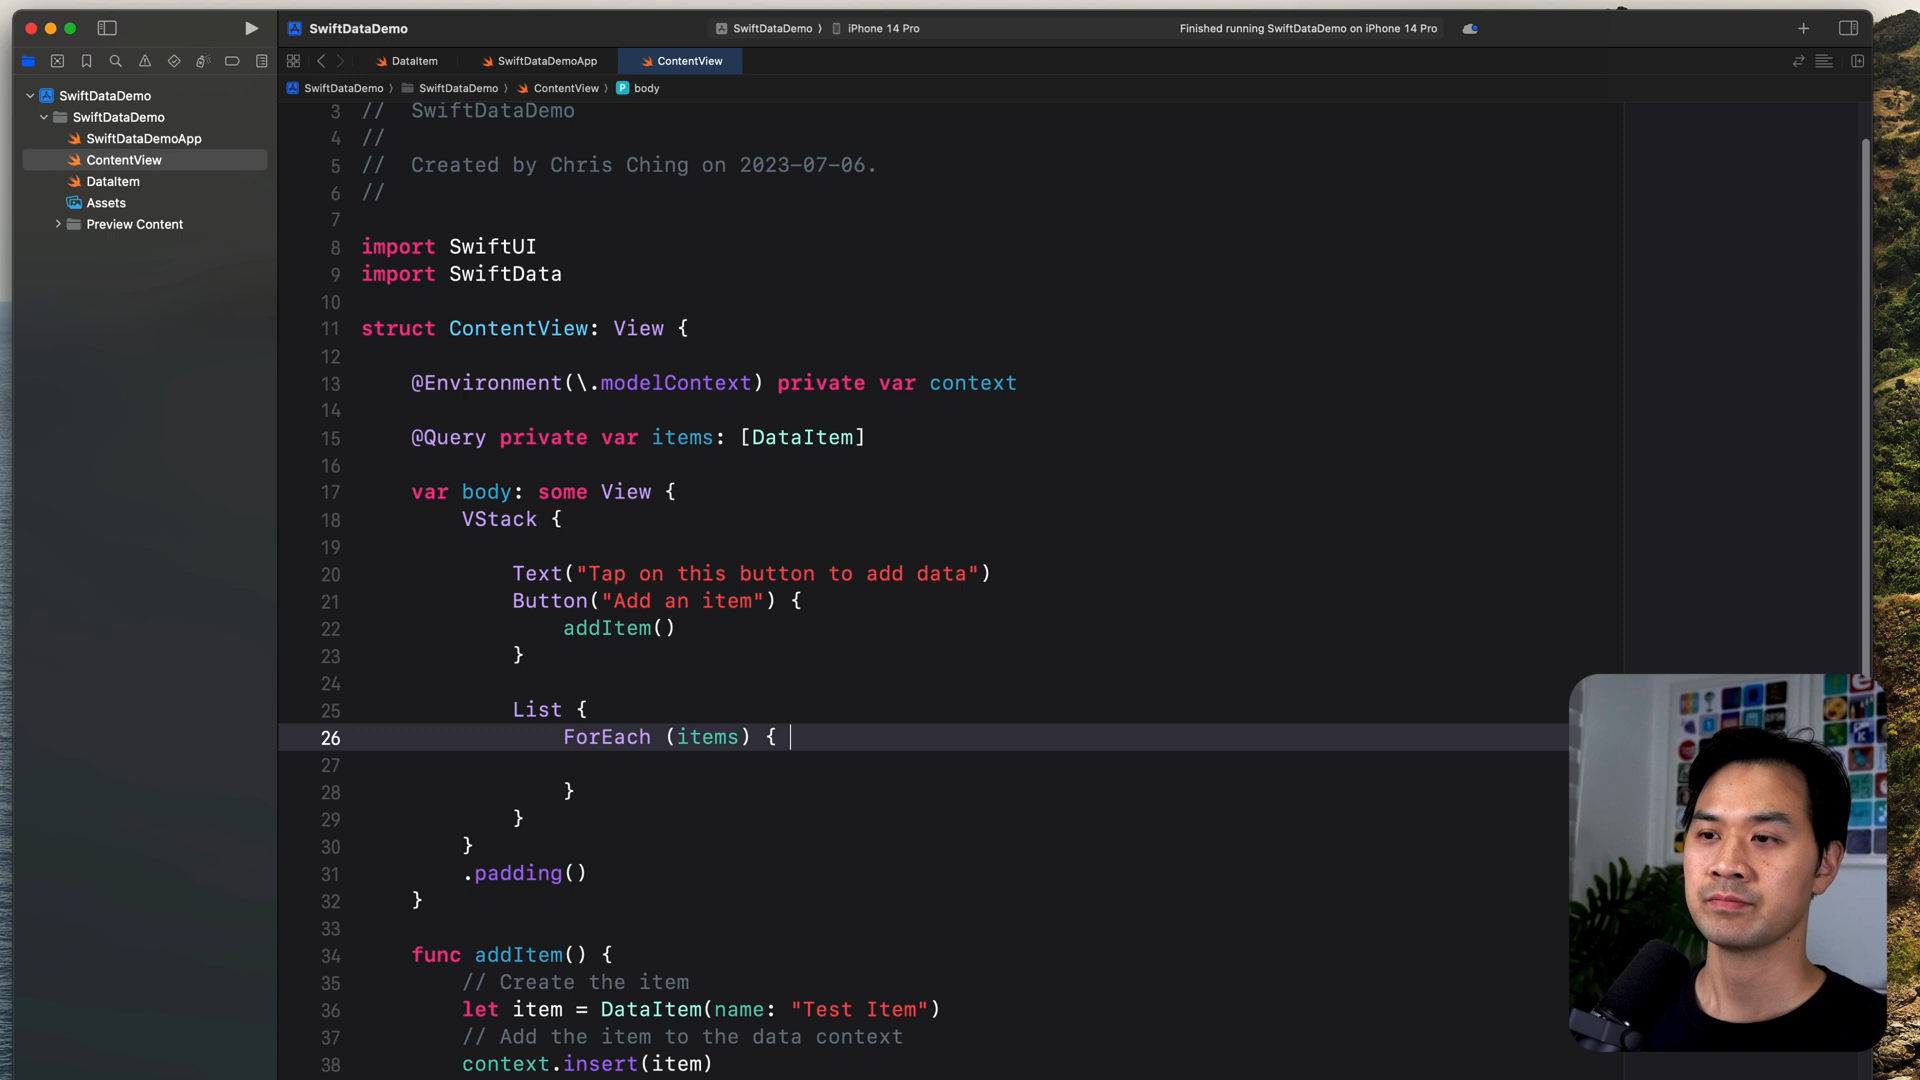 SwiftDataDemo
SwiftDataDemo 〉 iPhone 14 Pro
Finished running SwiftDataDemo on iPhone 14 Pro
DataItem
SwiftDataDemoApp
ContentView
SwiftDataDemo 〉 SwiftDataDemo 〉 ContentView 〉 P body
SwiftDataDemo
SwiftDataDemo
SwiftDataDemoApp
ContentView
DataItem
Assets
Preview Content
3 //  SwiftDataDemo
4 //
5 //  Created by Chris Ching on 2023-07-06.
6 //
7
8 import SwiftUI
9 import SwiftData
10
11 struct ContentView: View {
12
13     @Environment(\.modelContext) private var context
14
15     @Query private var items: [DataItem]
16
17     var body: some View {
18         VStack {
19
20             Text("Tap on this button to add data")
21             Button("Add an item") {
22                 addItem()
23             }
24
25             List {
26                 ForEach (items) {
27
28                 }
29             }
30         }
31         .padding()
32     }
33
34     func addItem() {
35         // Create the item
36         let item = DataItem(name: "Test Item")
37         // Add the item to the data context
38         context.insert(item)